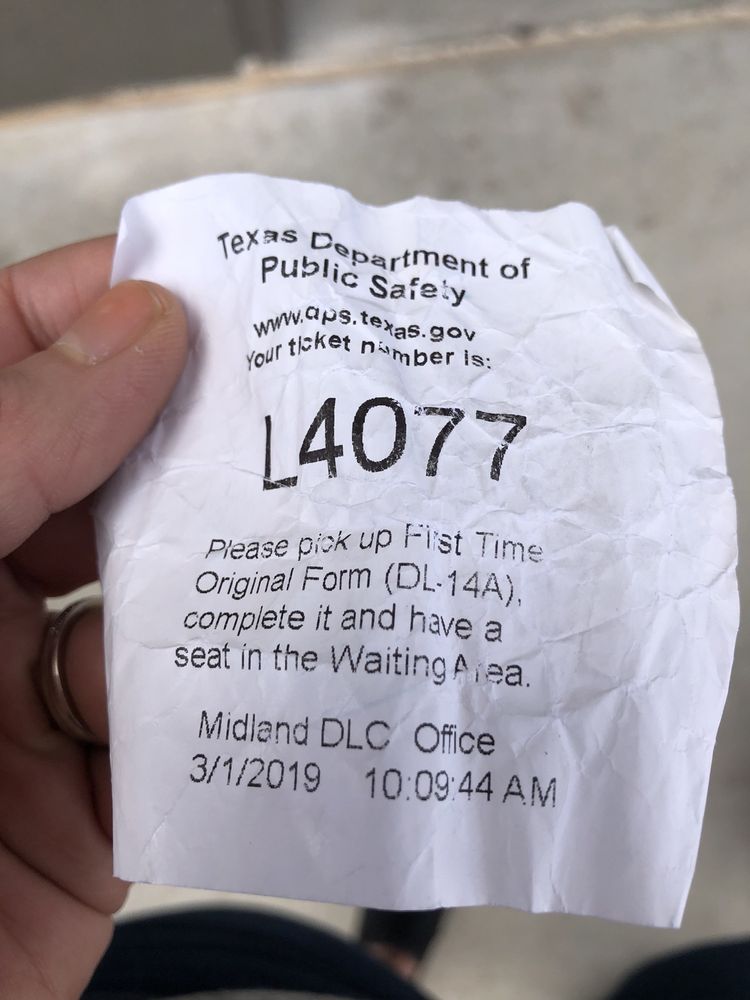 Texas Department of
Public Safety
www.dps.texas.gov
Your ticket number is:
L4077
Please pick up First Time
Original Form (DL-14A),
complete it and have a
seat in the Waiting Area.
Midland DLC Office
3/1/2019 10:09:44 AM